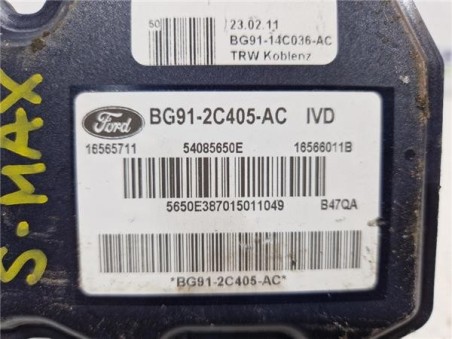 50 23.02.11
BG91-14C036-AC
TRW Koblenz
Ford BG91-2C405-AC IVD
16565711 54085650E 16566011B
5650E387015011049 B47QA
*BG91-2C405-AC*
S-MAX